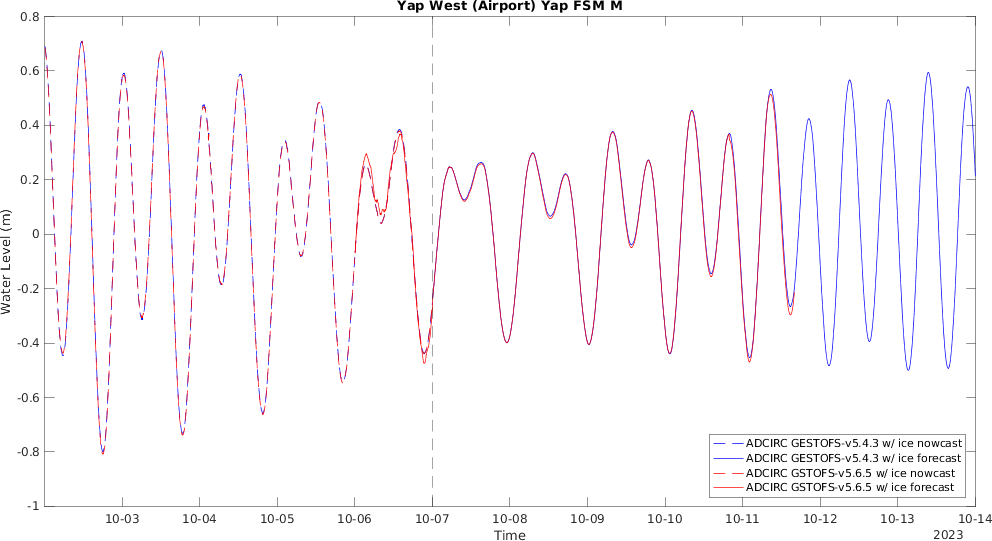 Yap West (Airport) Yap FSM M
0.8
0.6
0.4
0.2
0
-0.2
-0.4
-0.6
-0.8
-1
Water Level (m)
ADCIRC GESTOFS-v5.4.3 w/ ice nowcast
ADCIRC GESTOFS-v5.4.3 w/ ice forecast
ADCIRC GSTOFS-v5.6.5 w/ ice nowcast
ADCIRC GSTOFS-v5.6.5 w/ ice forecast
10-03 10-04 10-05 10-06 10-07 10-08 10-09 10-10 10-11 10-12 10-13 10-14
Time 2023